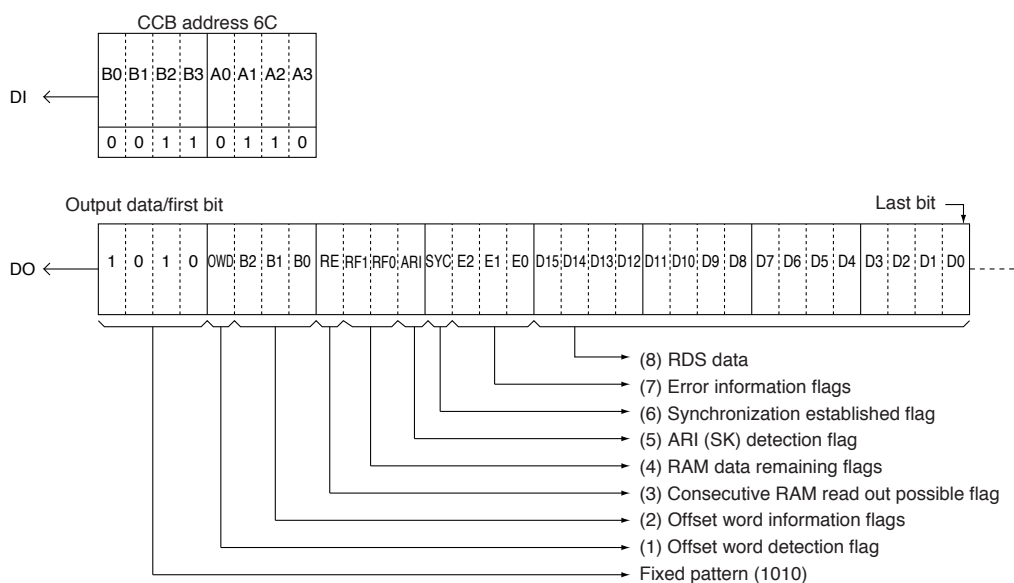 CCB address 6C
B0 B1 B2 B3 A0 A1 A2 A3
DI
0 0 1 1 0 1 1 0
Output data/first bit
Last bit
DO
1 0 1 0 OWD B2 B1 B0 RE RF1 RF0 ARI SYC E2 E1 E0 D15 D14 D13 D12 D11 D10 D9 D8 D7 D6 D5 D4 D3 D2 D1 D0
(8) RDS data
(7) Error information flags
(6) Synchronization established flag
(5) ARI (SK) detection flag
(4) RAM data remaining flags
(3) Consecutive RAM read out possible flag
(2) Offset word information flags
(1) Offset word detection flag
Fixed pattern (1010)